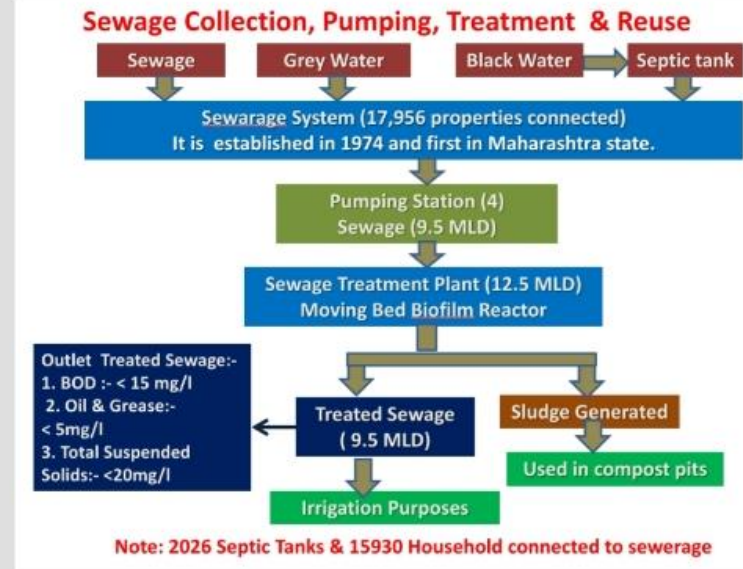 Sewage Collection, Pumping, Treatment & Reuse
Sewage
Grey Water
Black Water
Septic tank
Sewarage System (17,956 properties connected)
It is established in 1974 and first in Maharashtra state.
Pumping Station (4)
Sewage (9.5 MLD)
Sewage Treatment Plant (12.5 MLD)
Moving Bed Biofilm Reactor
Outlet Treated Sewage:-
1. BOD :- < 15 mg/l
2. Oil & Grease:-
< 5mg/l
3. Total Suspended
Solids:- <20mg/l
Treated Sewage
( 9.5 MLD)
Sludge Generated
Used in compost pits
Irrigation Purposes
Note: 2026 Septic Tanks & 15930 Household connected to sewerage